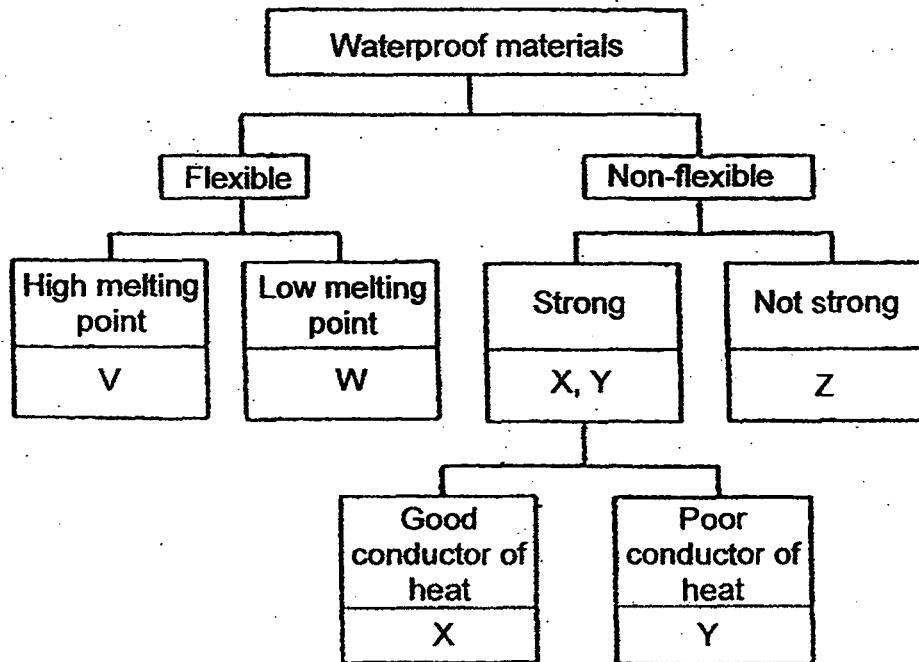 Waterproof materials
Flexible
Non-flexible
High melting
point
V
Low melting
point
W
Strong
X, Y
Not strong
Z
Good
conductor of
heat
X
Poor
conductor of
heat
Y